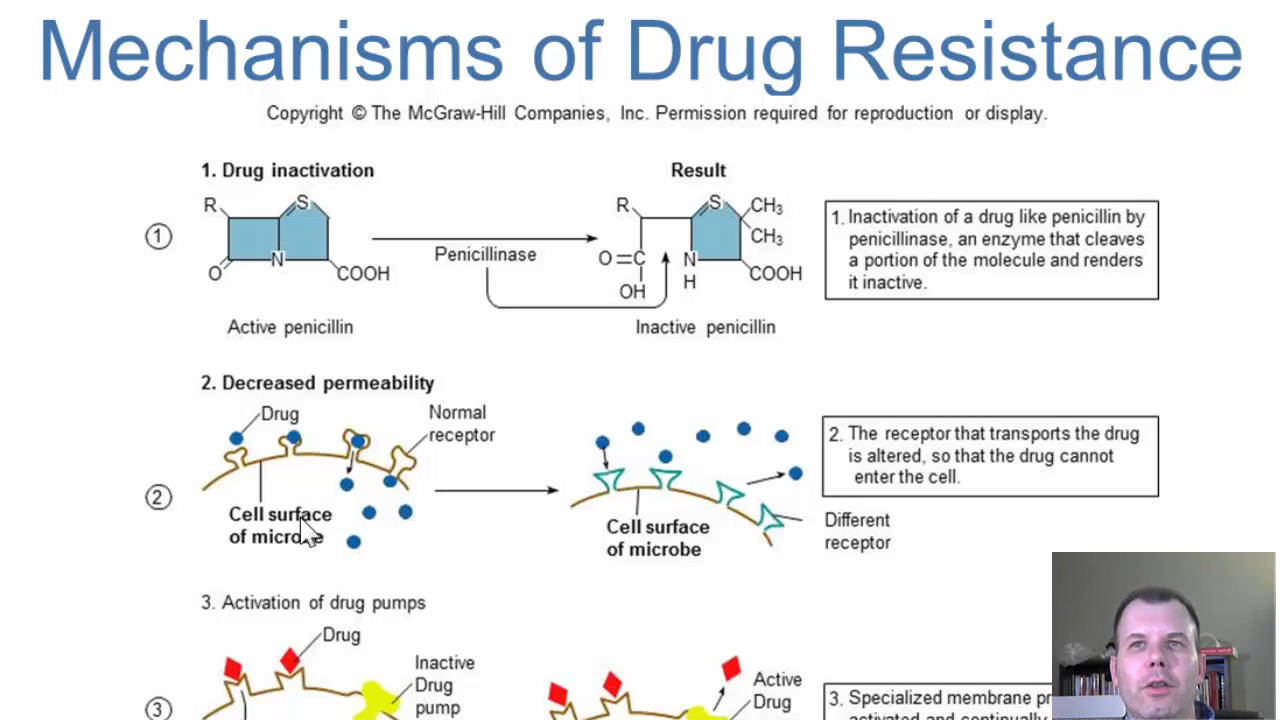 Mechanisms of Drug Resistance
Copyright © The McGraw-Hill Companies, Inc. Permission required for reproduction or display.
1. Drug inactivation
Result
1
R
S
O
N
COOH
Active penicillin
Penicillinase
R
S
CH3
CH3
O=C
OH
N
H
COOH
Inactive penicillin
1. Inactivation of a drug like penicillin by
penicillinase, an enzyme that cleaves
a portion of the molecule and renders
it inactive.
2. Decreased permeability
2
Drug
Normal
receptor
Cell surface
of microbe
Cell surface
of microbe
Different
receptor
2. The receptor that transports the drug
is altered, so that the drug cannot
enter the cell.
3. Activation of drug pumps
3
Drug
Inactive
Drug
pump
Active
Drug
3. Specialized membrane
activated and continually